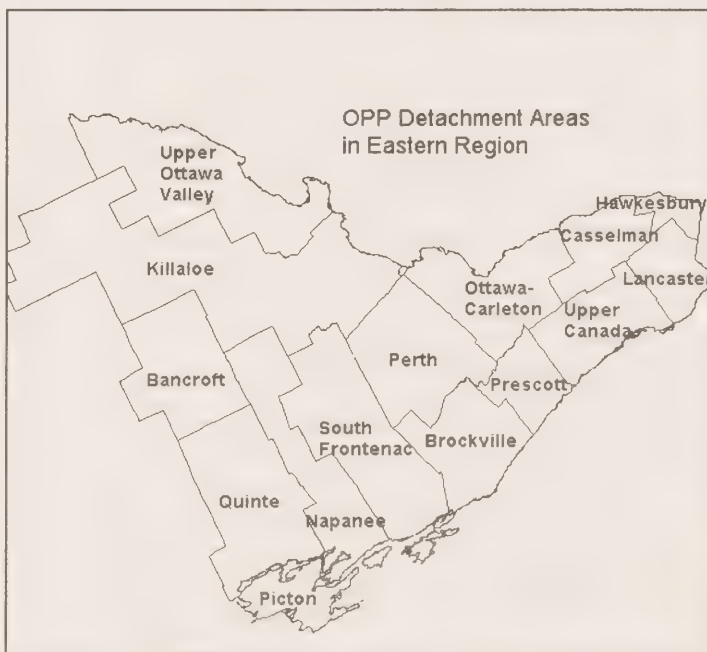 OPP Detachment Areas
in Eastern Region
Upper
Ottawa
Valley
Hawkesbury
Casselman
Killaloe
Lancaster
Ottawa-
Carleton
Upper
Canada
Perth
Bancroft
Prescott
South
Frontenac
Brockville
Quinte
Napanee
Picton